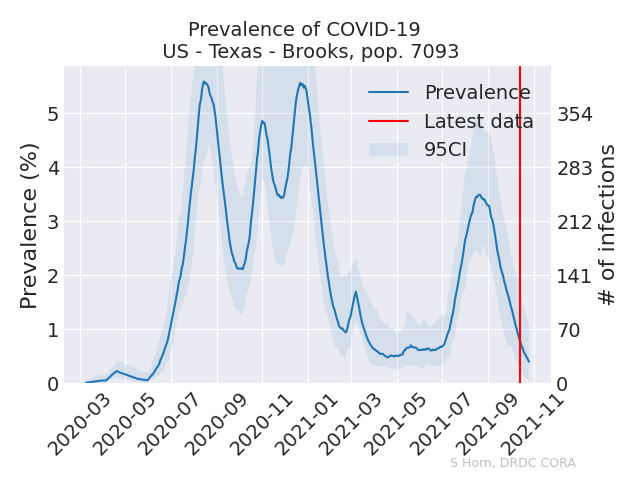 Prevalence of COVID-19
US - Texas - Brooks, pop. 7093
Prevalence (%)
5
4
3
2
1
0
Prevalence
Latest data
95CI
354
283
212
141
70
0
# of infections
2020-03
2020-05
2020-07
2020-09
2020-11
2021-01
2021-03
2021-05
2021-07
2021-09
2021-11
S Horn, DRDC CORA